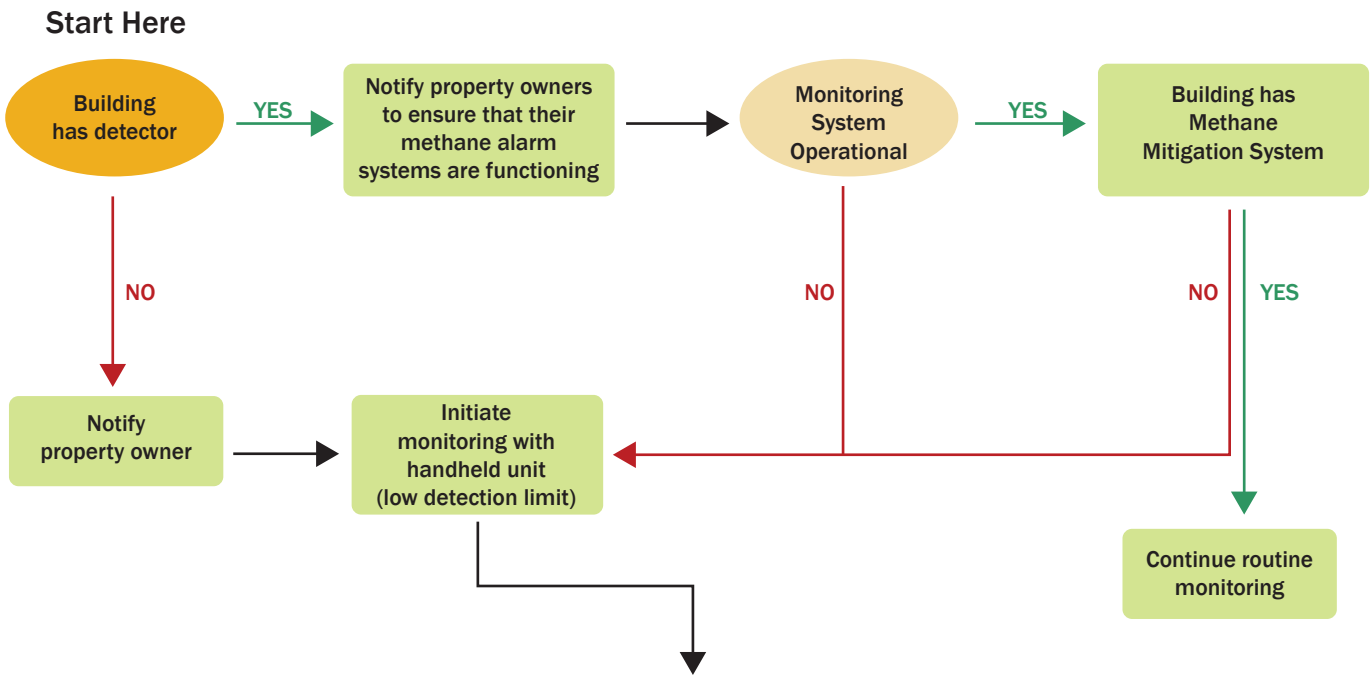 Start Here
Building
has detector
YES
Notify property owners
to ensure that their
methane alarm
systems are functioning
Monitoring
System
Operational
YES
Building has
Methane
Mitigation System
NO
NO
NO
YES
Notify
property owner
Initiate
monitoring with
handheld unit
(low detection limit)
Continue routine
monitoring